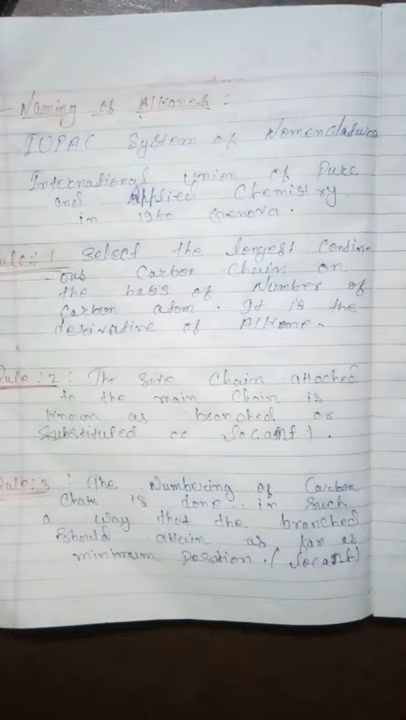 Naming of Alkanes :
IUPAC System of Nomenclature
International Union of Pure
and Applied Chemistry
in 1960 Genova.
Rule: 1 Select the longest Contine
- ous Carbon Chain on
the basis of Number of
Carbon atom. It is the
derivative of Alkane.
Rule : 2 : The Side Chain attached
to the main Chain is
known as branched or
Substituted or locant).
Rule : 3 : The Numbering of Carbon
Chain is done in Such
a way that the branched
Should attain as far as
minimum position. (locant)